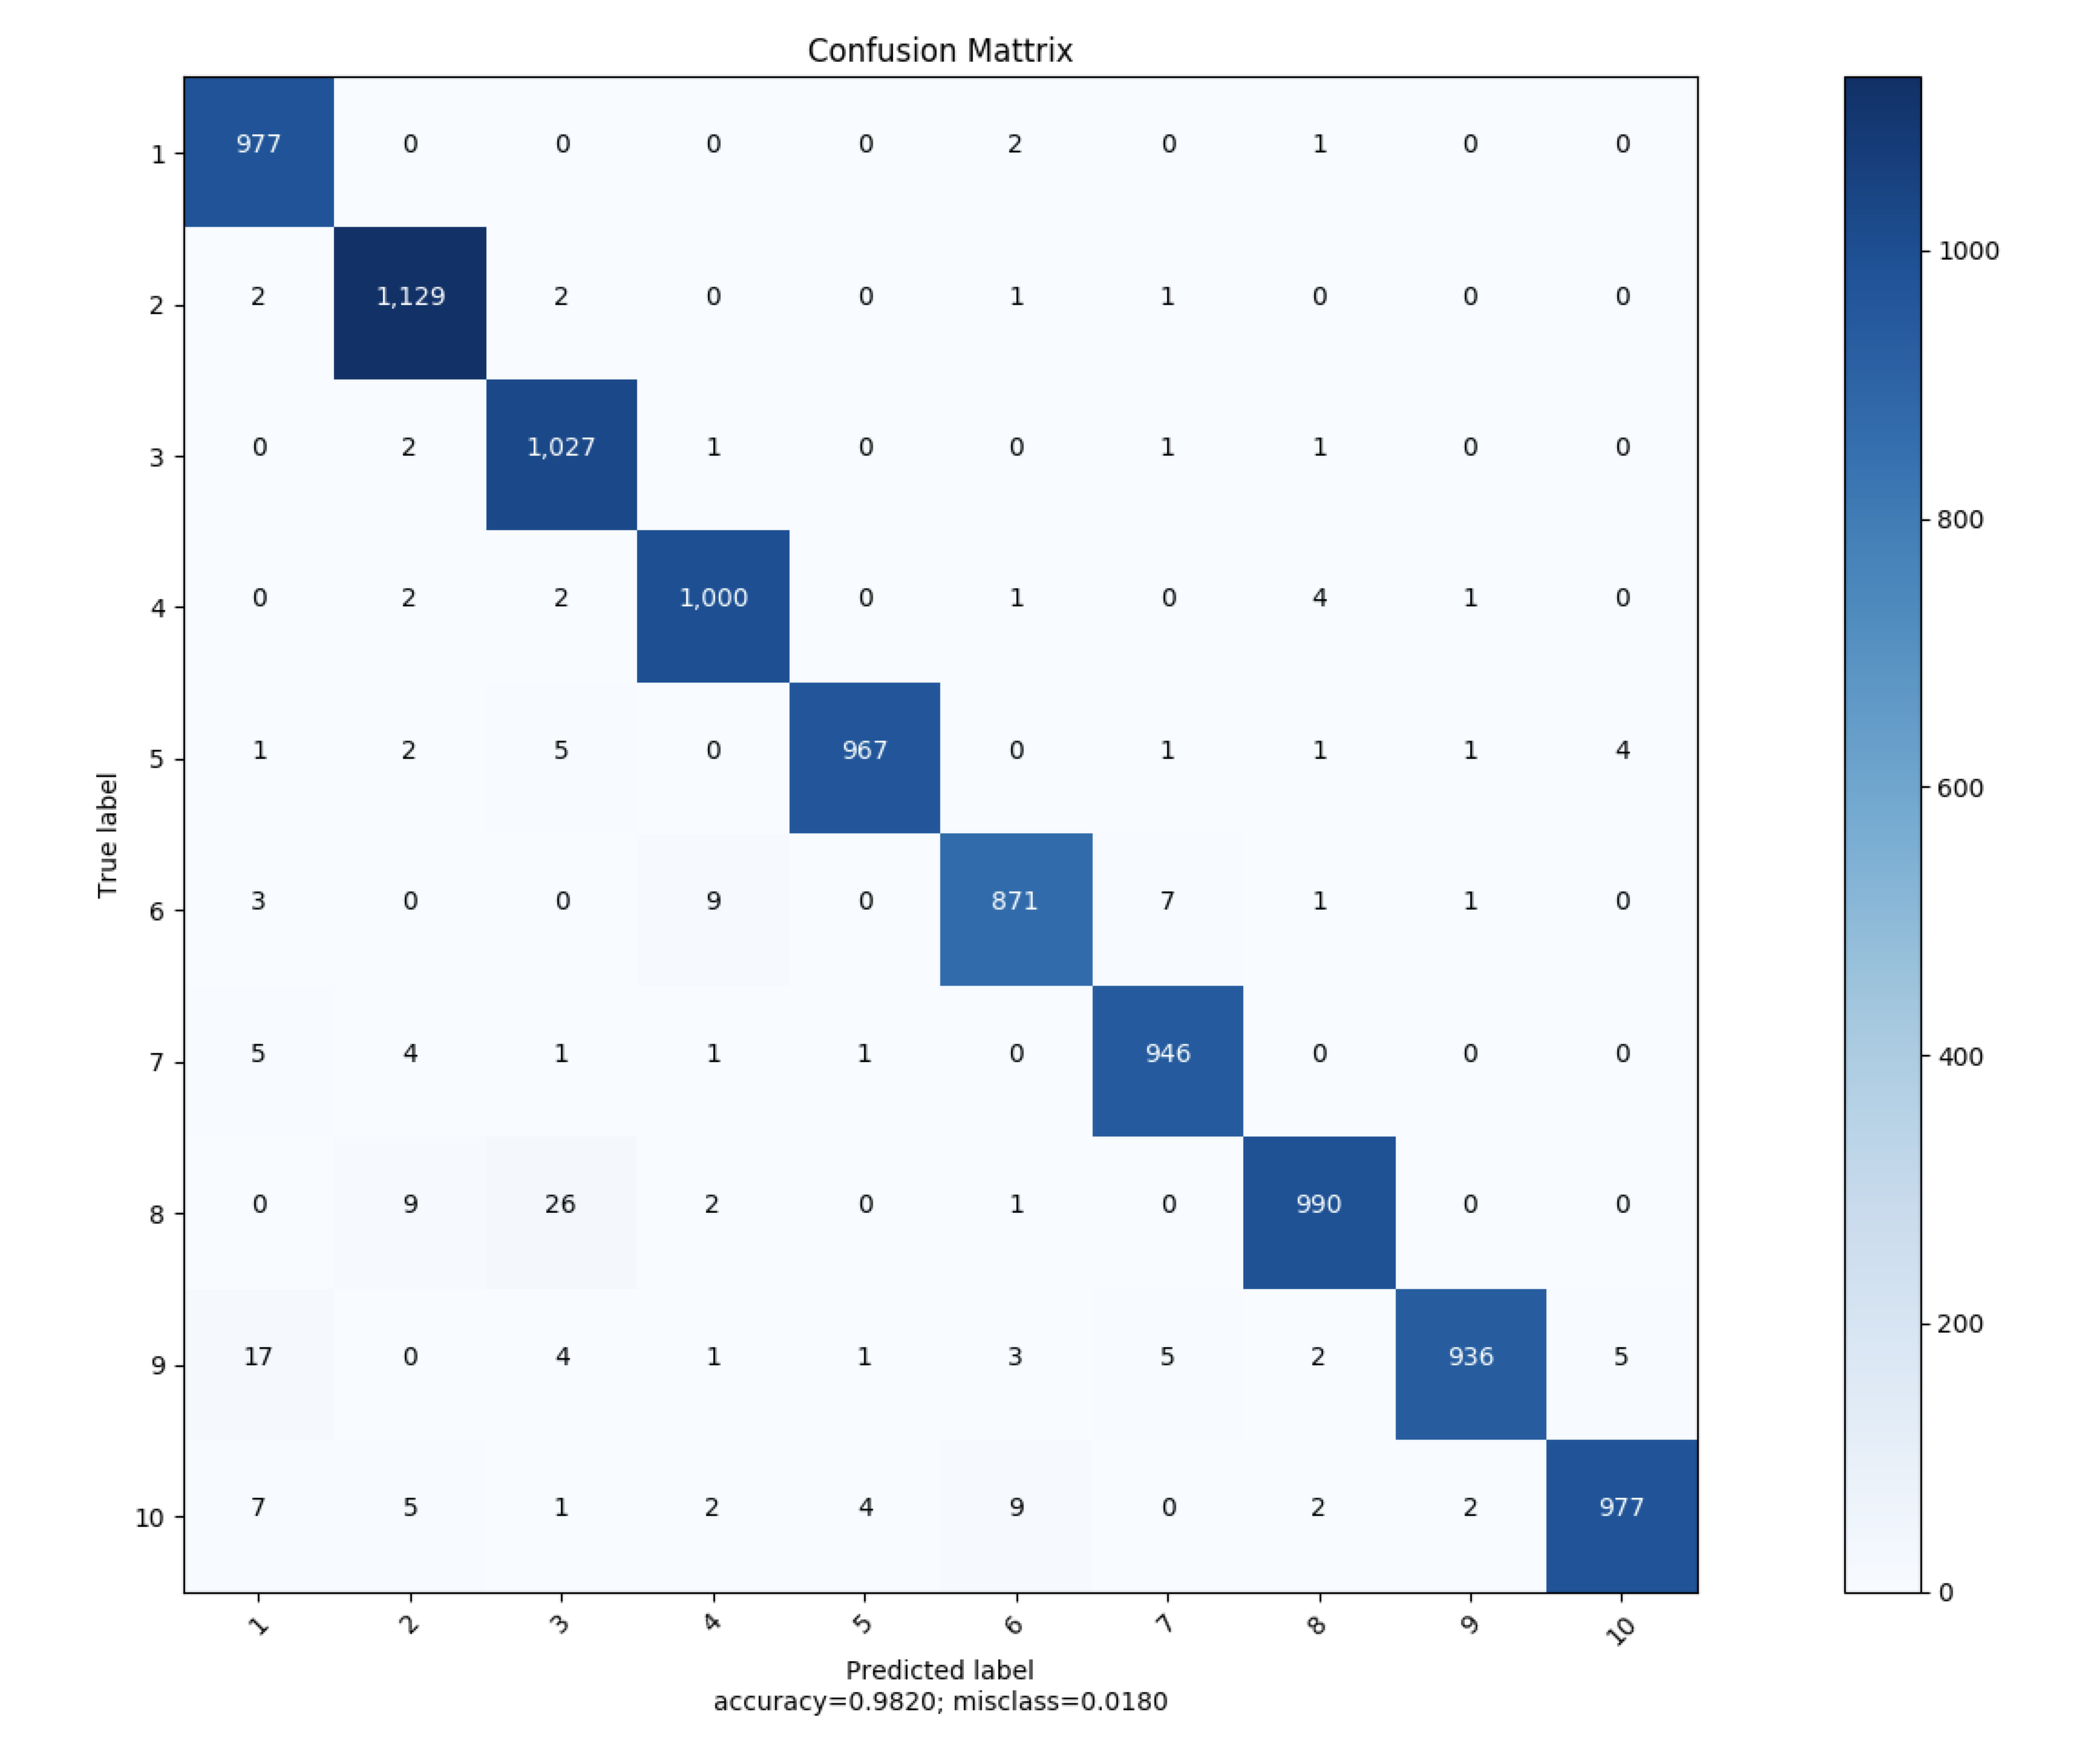 Confusion Mattrix
1 977 0 0 0 0 2 0 1 0 0
2 2 1,129 2 0 0 1 1 0 0 0
3 0 2 1,027 1 0 0 1 1 0 0
4 0 2 2 1,000 0 1 0 4 1 0
5 1 2 5 0 967 0 1 1 1 4
6 3 0 0 9 0 871 7 1 1 0
7 5 4 1 1 1 0 946 0 0 0
8 0 9 26 2 0 1 0 990 0 0
9 17 0 4 1 1 3 5 2 936 5
10 7 5 1 2 4 9 0 2 2 977
True label
1 2 3 4 5 6 7 8 9 10
Predicted label
accuracy=0.9820; misclass=0.0180
1000
800
600
400
200
0